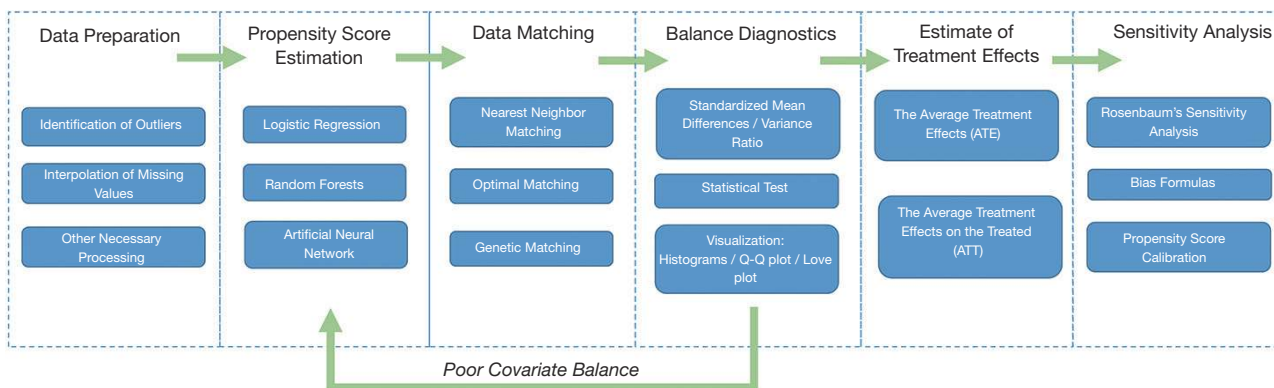 Data Preparation
Identification of Outliers
Interpolation of Missing
Values
Other Necessary
Processing
Propensity Score
Estimation
Logistic Regression
Random Forests
Artificial Neural
Network
Data Matching
Nearest Neighbor
Matching
Optimal Matching
Genetic Matching
Balance Diagnostics
Standardized Mean
Differences / Variance
Ratio
Statistical Test
Visualization:
Histograms / Q-Q plot / Love
plot
Estimate of
Treatment Effects
The Average Treatment
Effects (ATE)
The Average Treatment
Effects on the Treated
(ATT)
Sensitivity Analysis
Rosenbaum's Sensitivity
Analysis
Bias Formulas
Propensity Score
Calibration
Poor Covariate Balance